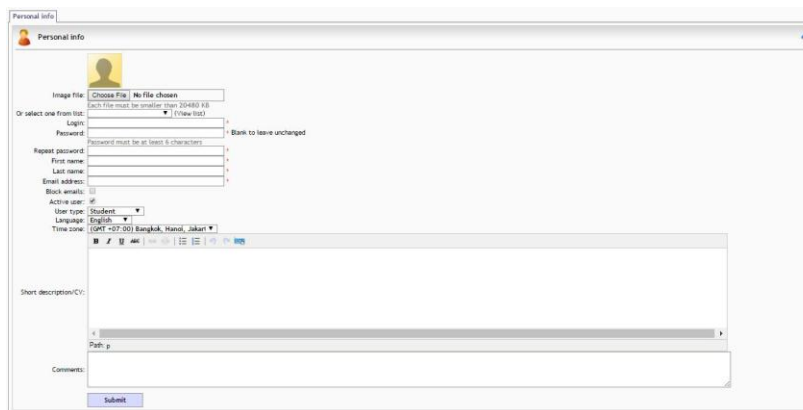 Personal info
Personal info
Image file: Choose File No file chosen
Each file must be smaller than 20480 KB
Or select one from list: (View list)
Login: *
Password: * Blank to leave unchanged
Password must be at least 6 characters
Repeat password: *
First name: *
Last name: *
Email address: *
Block emails:
Active user:
User type: Student
Language: English
Time zone: (GMT +07:00) Bangkok, Hanoi, Jakart
B I U ABC
Short description/CV:
Path: p
Comments:
Submit